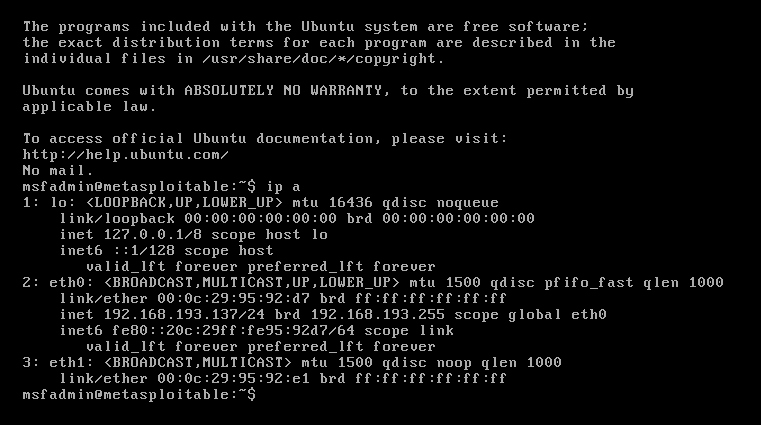 The programs included with the Ubuntu system are free software;
the exact distribution terms for each program are described in the
individual files in /usr/share/doc/*/copyright.
Ubuntu comes with ABSOLUTELY NO WARRANTY, to the extent permitted by
applicable law.
To access official Ubuntu documentation, please visit:
http://help.ubuntu.com/
No mail.
msfadmin@metasploitable:~$ ip a
1: lo: <LOOPBACK,UP,LOWER_UP> mtu 16436 qdisc noqueue
    link/loopback 00:00:00:00:00:00 brd 00:00:00:00:00:00
    inet 127.0.0.1/8 scope host lo
    inet6 ::1/128 scope host
       valid_lft forever preferred_lft forever
2: eth0: <BROADCAST,MULTICAST,UP,LOWER_UP> mtu 1500 qdisc pfifo_fast qlen 1000
    link/ether 00:0c:29:95:92:d7 brd ff:ff:ff:ff:ff:ff
    inet 192.168.193.137/24 brd 192.168.193.255 scope global eth0
    inet6 fe80::20c:29ff:fe95:92d7/64 scope link
       valid_lft forever preferred_lft forever
3: eth1: <BROADCAST,MULTICAST> mtu 1500 qdisc noop qlen 1000
    link/ether 00:0c:29:95:92:e1 brd ff:ff:ff:ff:ff:ff
msfadmin@metasploitable:~$